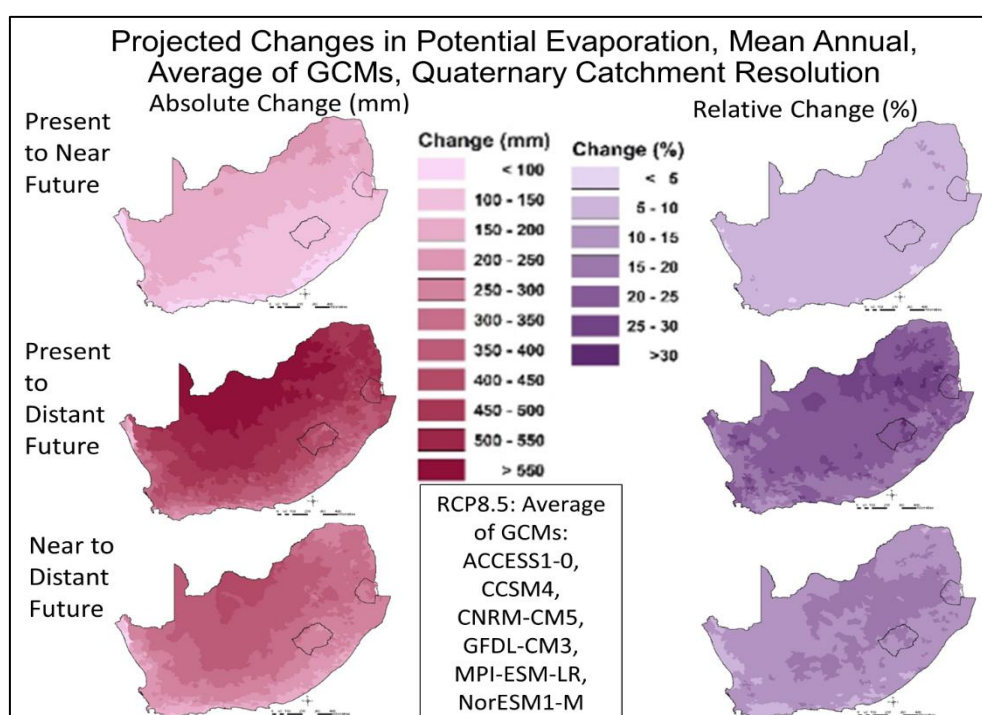 Projected Changes in Potential Evaporation, Mean Annual,
Average of GCMs, Quaternary Catchment Resolution
Absolute Change (mm)
Relative Change (%)
Present
to Near
Future
Change (mm)
< 100
100 - 150
150 - 200
200 - 250
250 - 300
300 - 350
350 - 400
400 - 450
450 - 500
500 - 550
> 550
Change (%)
< 5
5 - 10
10 - 15
15 - 20
20 - 25
25 - 30
>30
Present
to
Distant
Future
Near to
Distant
Future
RCP8.5: Average
of GCMs:
ACCESS1-0,
CCSM4,
CNRM-CM5,
GFDL-CM3,
MPI-ESM-LR,
NorESM1-M